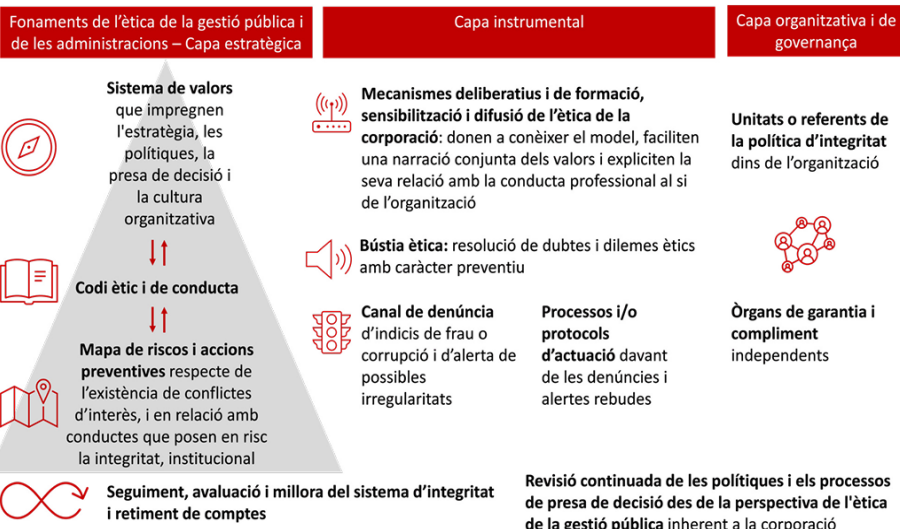 Fonaments de l'ètica de la gestió pública i
de les administracions – Capa estratègica
Capa instrumental
Capa organitzativa i de
governança
Sistema de valors
que impregnen
l'estratègia, les
polítiques, la
presa de decisió i
la cultura
organitzativa
Codi ètic i de conducta
Mapa de riscos i accions
preventives respecte de
l'existència de conflictes
d'interès, i en relació amb
conductes que posen en risc
la integritat, institucional
Mecanismes deliberatius i de formació,
sensibilització i difusió de l'ètica de la
corporació: donen a conèixer el model, faciliten
una narració conjunta dels valors i expliciten la
seva relació amb la conducta professional al si
de l'organització
Bústia ètica: resolució de dubtes i dilemes ètics
amb caràcter preventiu
Canal de denúncia
d'indicis de frau o
corrupció i d'alerta de
possibles
irregularitats
Processos i/o
protocols
d'actuació davant
de les denúncies i
alertes rebudes
Unitats o referents de
la política d'integritat
dins de l'organització
Òrgans de garantia i
compliment
independents
Seguiment, avaluació i millora del sistema d'integritat
i retiment de comptes
Revisió continuada de les polítiques i els processos
de presa de decisió des de la perspectiva de l'ètica
de la gestió pública inherent a la corporació